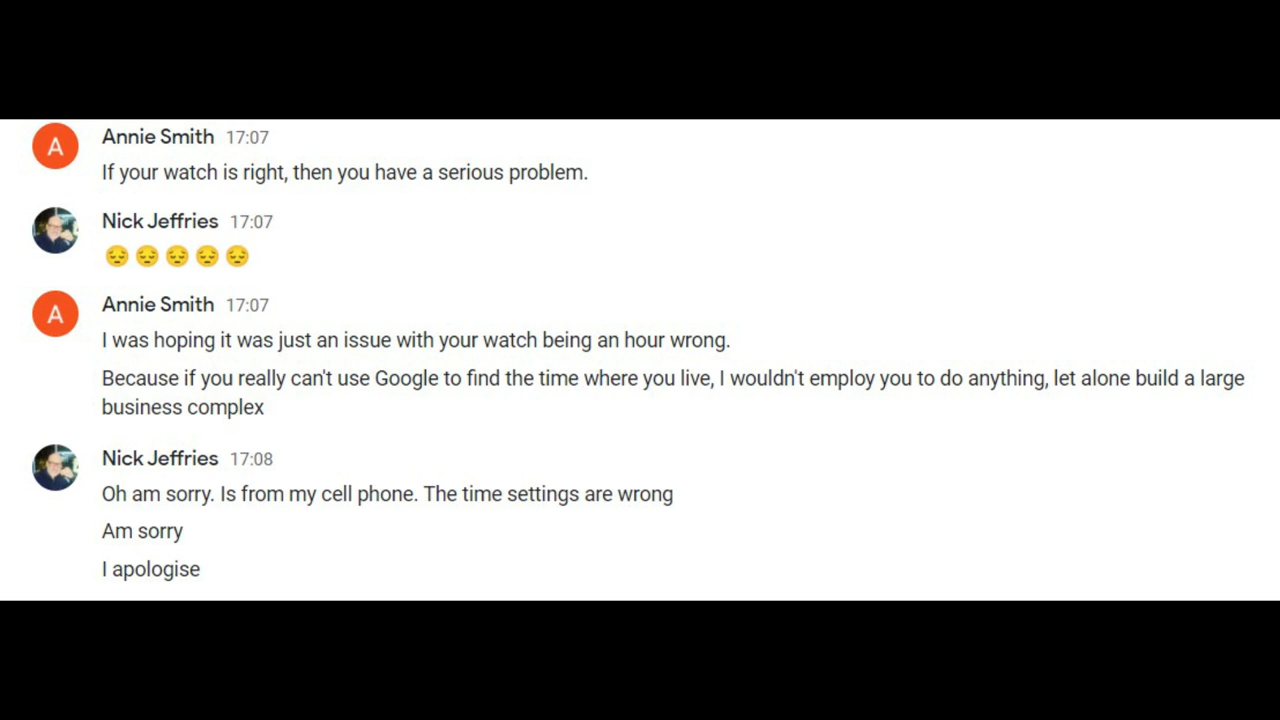 A
Annie Smith 17:07
If your watch is right, then you have a serious problem.
Nick Jeffries 17:07
😔😔😔😔😔
A
Annie Smith 17:07
I was hoping it was just an issue with your watch being an hour wrong.
Because if you really can't use Google to find the time where you live, I wouldn't employ you to do anything, let alone build a large
business complex
Nick Jeffries 17:08
Oh am sorry. Is from my cell phone. The time settings are wrong
Am sorry
I apologise